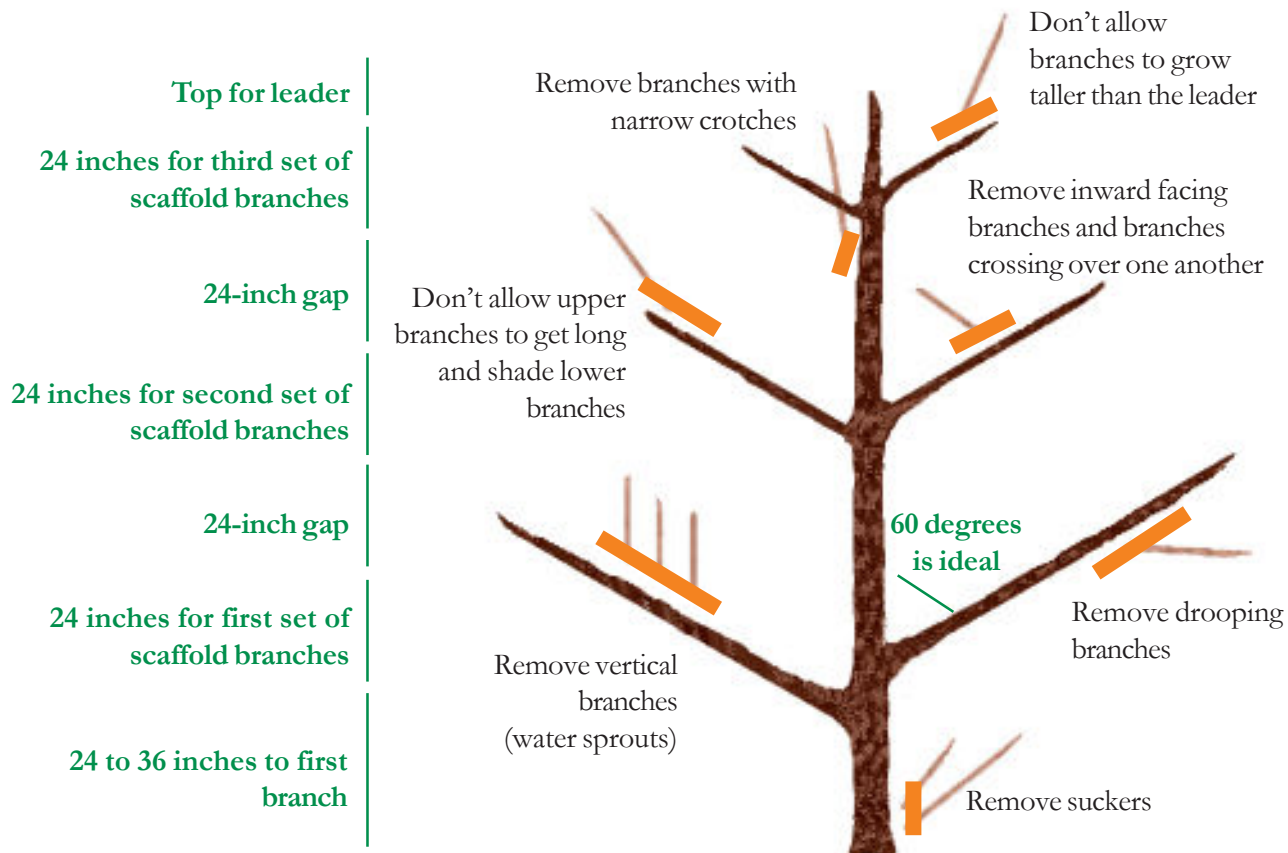 Top for leader
24 inches for third set of
scaffold branches
24-inch gap
24 inches for second set of
scaffold branches
24-inch gap
24 inches for first set of
scaffold branches
24 to 36 inches to first
branch
Remove branches with
narrow crotches
Don’t allow
branches to grow
taller than the leader
Remove inward facing
branches and branches
crossing over one another
Don’t allow upper
branches to get long
and shade lower
branches
60 degrees
is ideal
Remove drooping
branches
Remove vertical
branches
(water sprouts)
Remove suckers